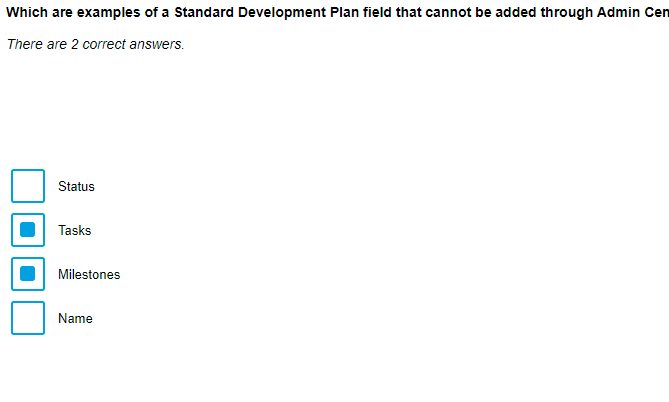 Which are examples of a Standard Development Plan field that cannot be added through Admin Cen
There are 2 correct answers.
Status
Tasks
Milestones
Name